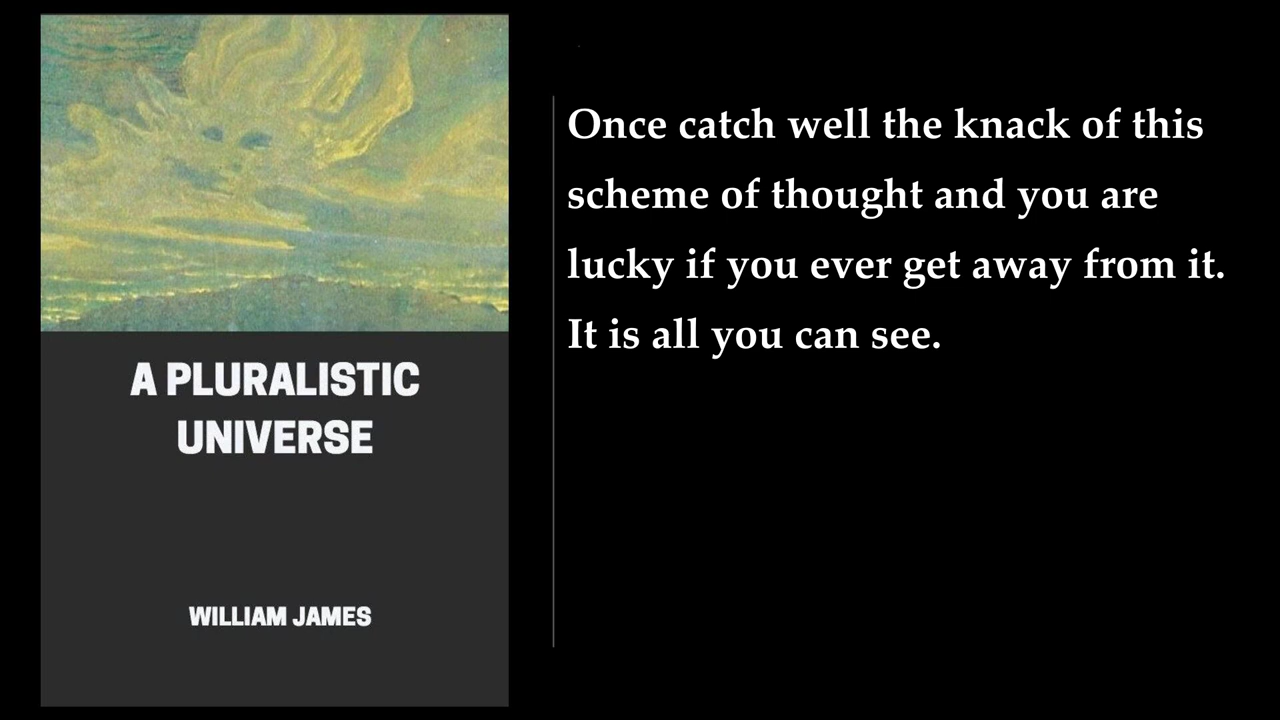 A PLURALISTIC
UNIVERSE
WILLIAM JAMES
Once catch well the knack of this
scheme of thought and you are
lucky if you ever get away from it.
It is all you can see.